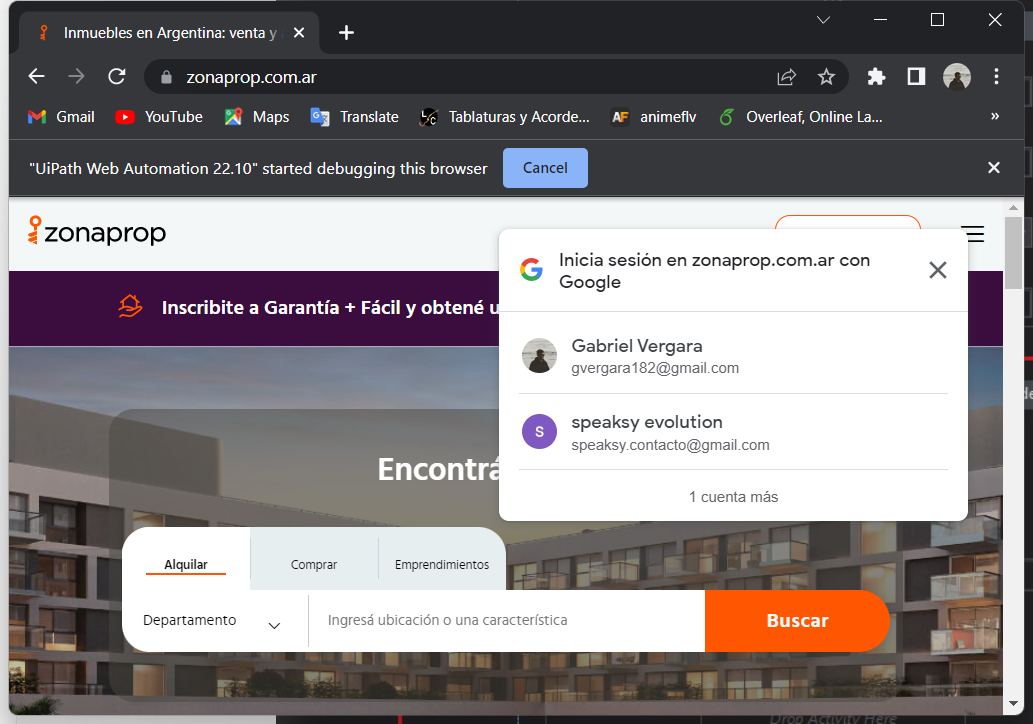 Inmuebles en Argentina: venta y
zonaprop.com.ar
Gmail
YouTube
Maps
Translate
Tablaturas y Acorde...
AF animeflv
Overleaf, Online La...
»
"UiPath Web Automation 22.10" started debugging this browser
Cancel
zonaprop
Inscribite a Garantía + Fácil y obtené u
Inicia sesión en zonaprop.com.ar con
Google
Gabriel Vergara
gvergara182@gmail.com
S
speaksy evolution
speaksy.contacto@gmail.com
1 cuenta más
Encontrá
Alquilar
Comprar
Emprendimientos
Departamento
Ingresá ubicación o una característica
Buscar
Drop Activity Here